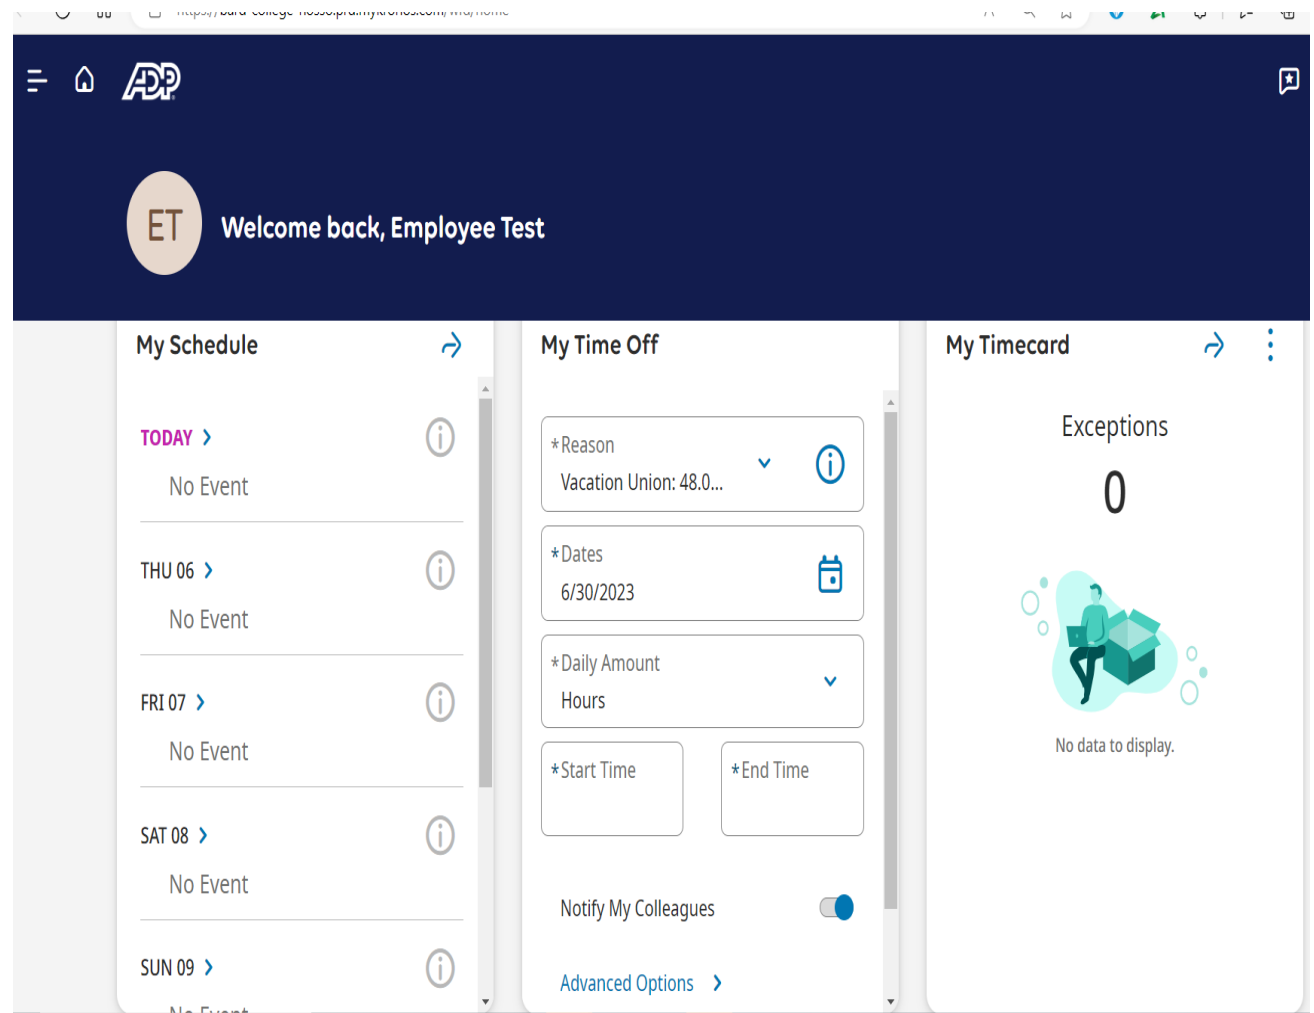 ADP
ET
Welcome back, Employee Test
My Schedule
TODAY
No Event
THU 06
No Event
FRI 07
No Event
SAT 08
No Event
SUN 09
No Event
My Time Off
*Reason
Vacation Union: 48.0...
*Dates
6/30/2023
*Daily Amount
Hours
*Start Time
*End Time
Notify My Colleagues
Advanced Options
My Timecard
Exceptions
0
No data to display.